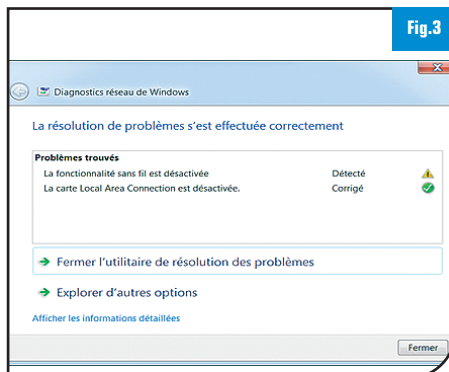 Fig.3
Diagnostics réseau de Windows
La résolution de problèmes s'est effectuée correctement
Problèmes trouvés
La fonctionnalité sans fil est désactivée Détecté
La carte Local Area Connection est désactivée. Corrigé
Fermer l'utilitaire de résolution des problèmes
Explorer d'autres options
Afficher les informations détaillées
Fermer